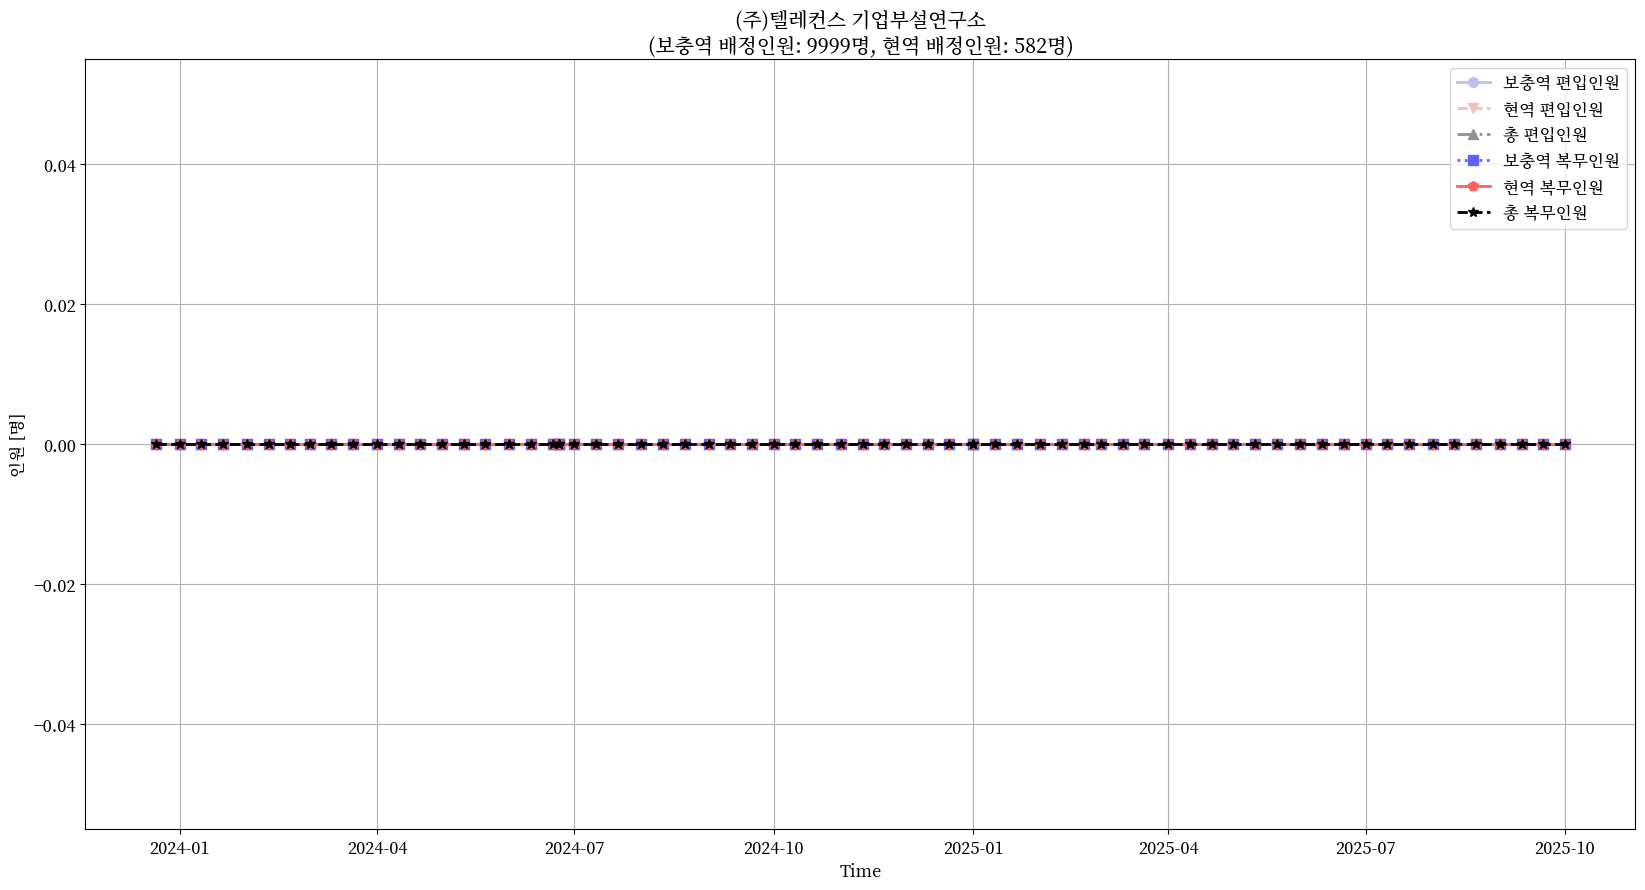 (주)텔레컨스 기업부설연구소
(보충역 배정인원: 9999명, 현역 배정인원: 582명)
보충역 편입인원
현역 편입인원
총 편입인원
보충역 복무인원
현역 복무인원
총 복무인원
인원 [명]
0.04
0.02
0.00
−0.02
−0.04
2024-01
2024-04
2024-07
2024-10
2025-01
2025-04
2025-07
2025-10
Time